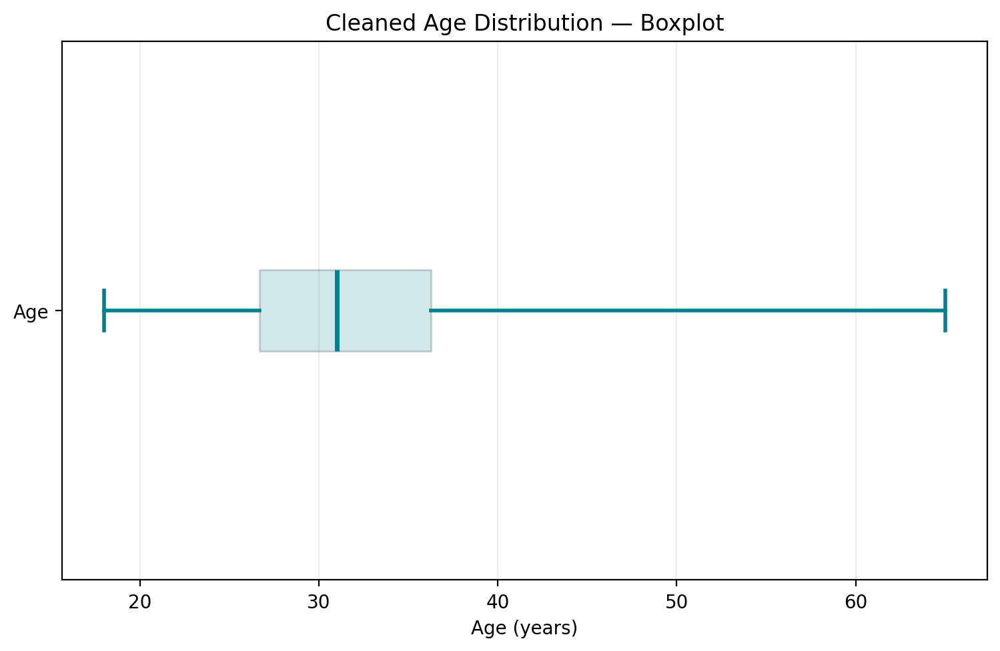 Cleaned Age Distribution — Boxplot
Age
20 30 40 50 60
Age (years)